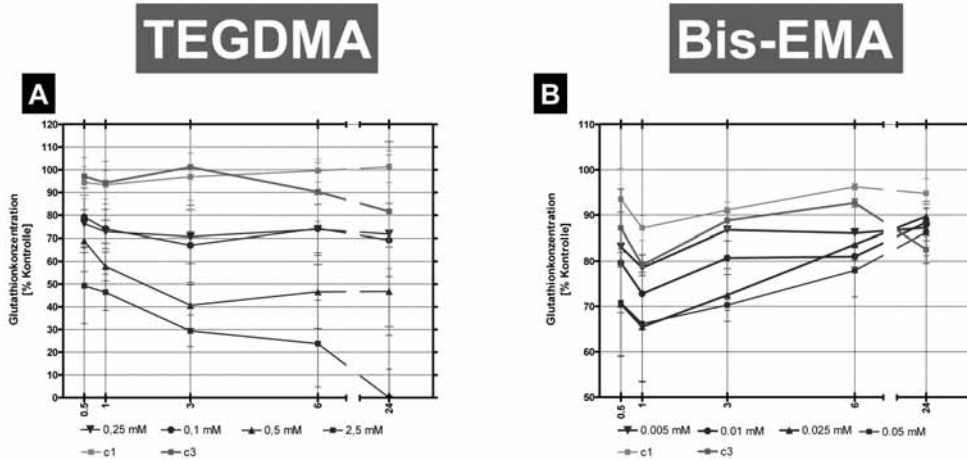 TEGDMA
Bis-EMA
A
B
Glutathionkonzentration
[% Kontrolle]
120
110
100
90
80
70
60
50
40
30
20
10
0
0.5
1
3
6
24
0,25 mM
0,1 mM
0,5 mM
2,5 mM
c1
c3
Glutathionkonzentration
[% Kontrolle]
110
100
90
80
70
60
50
0.5
1
3
6
24
0.005 mM
0.01 mM
0.025 mM
0.05 mM
c1
c3